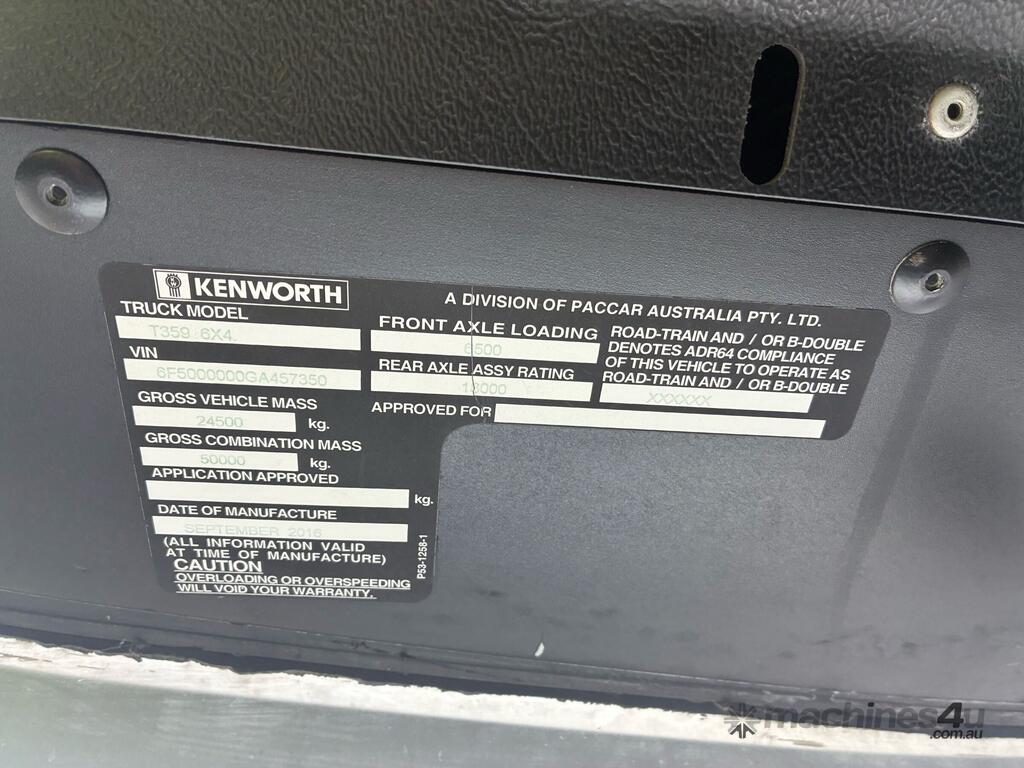 KENWORTH
A DIVISION OF PACCAR AUSTRALIA PTY. LTD.
TRUCK MODEL
T359 6X4.
VIN
6F5000000GA457350
GROSS VEHICLE MASS
24500 kg.
GROSS COMBINATION MASS
50000 kg.
APPLICATION APPROVED
kg.
DATE OF MANUFACTURE
SEPTEMBER 2016
(ALL INFORMATION VALID
AT TIME OF MANUFACTURE)
CAUTION
OVERLOADING OR OVERSPEEDING
WILL VOID YOUR WARRANTY.
P53-1258-1
FRONT AXLE LOADING
6500
REAR AXLE ASSY RATING
18000
APPROVED FOR
ROAD-TRAIN AND / OR B-DOUBLE
DENOTES ADR64 COMPLIANCE
OF THIS VEHICLE TO OPERATE AS
ROAD-TRAIN AND / OR B-DOUBLE
XXXXXX
machines4u
.com.au